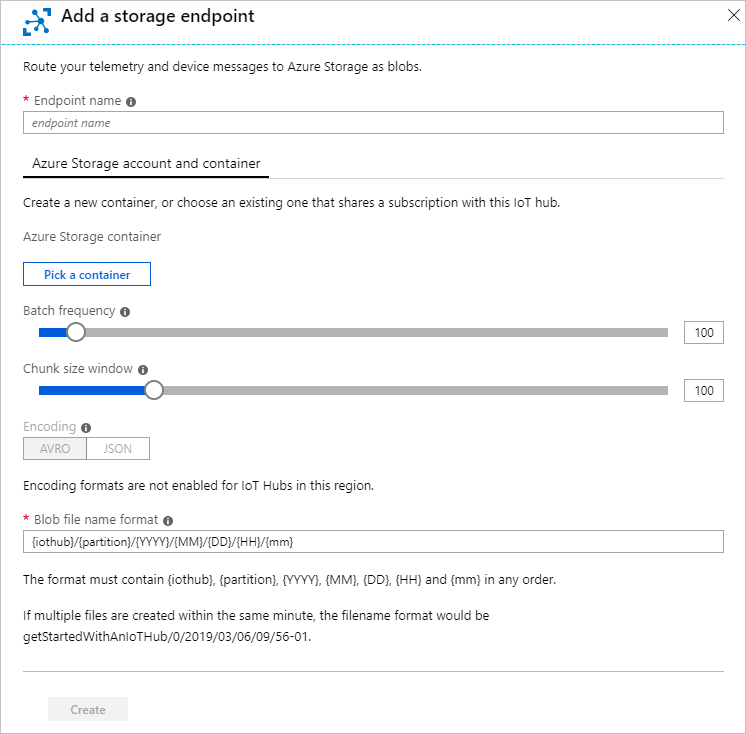 Add a storage endpoint
Route your telemetry and device messages to Azure Storage as blobs.
* Endpoint name
endpoint name
Azure Storage account and container
Create a new container, or choose an existing one that shares a subscription with this IoT hub.
Azure Storage container
Pick a container
Batch frequency
100
Chunk size window
100
Encoding
AVRO JSON
Encoding formats are not enabled for IoT Hubs in this region.
* Blob file name format
{iothub}/{partition}/{YYYY}/{MM}/{DD}/{HH}/{mm}
The format must contain {iothub}, {partition}, {YYYY}, {MM}, {DD}, {HH} and {mm} in any order.
If multiple files are created within the same minute, the filename format would be
getStartedWithAnIoTHub/0/2019/03/06/09/56-01.
Create